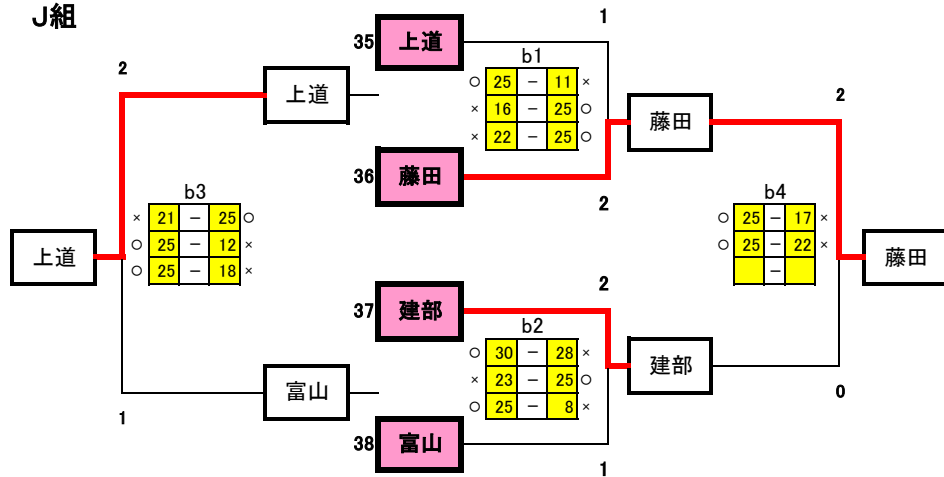 J組
1
35 上道
b1
2
上道
○ 25 － 11 ×
× 16 － 25 ○
× 22 － 25 ○
藤田
2
36 藤田
2
b3
× 21 － 25 ○
○ 25 － 12 ×
○ 25 － 18 ×
上道
b4
○ 25 － 17 ×
○ 25 － 22 ×
－
藤田
37 建部
2
b2
○ 30 － 28 ×
× 23 － 25 ○
○ 25 － 8 ×
建部
0
富山
1
38 富山
1